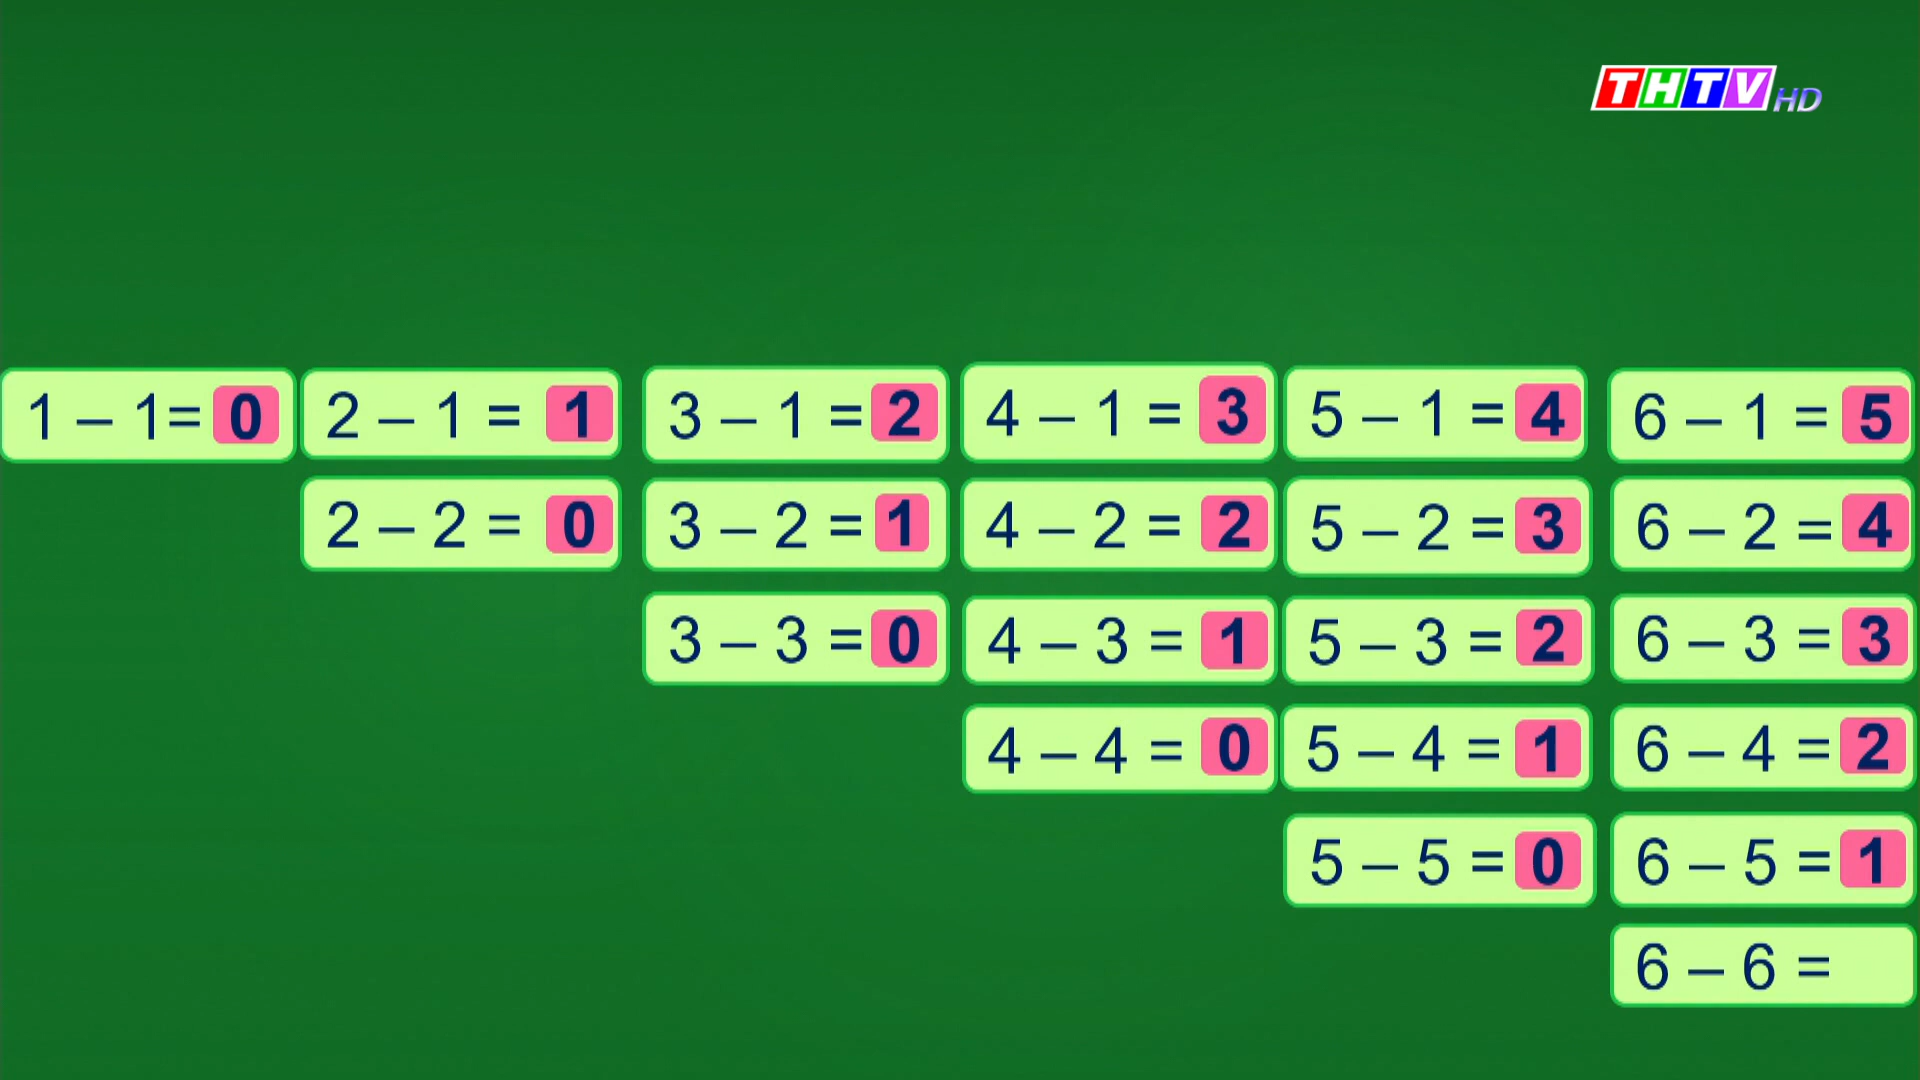 THTV HD
1 – 1= 0 2 – 1 = 1 3 – 1 = 2 4 – 1 = 3 5 – 1 = 4 6 – 1 = 5
2 – 2 = 0 3 – 2 = 1 4 – 2 = 2 5 – 2 = 3 6 – 2 = 4
3 – 3 = 0 4 – 3 = 1 5 – 3 = 2 6 – 3 = 3
4 – 4 = 0 5 – 4 = 1 6 – 4 = 2
5 – 5 = 0 6 – 5 = 1
6 – 6 =